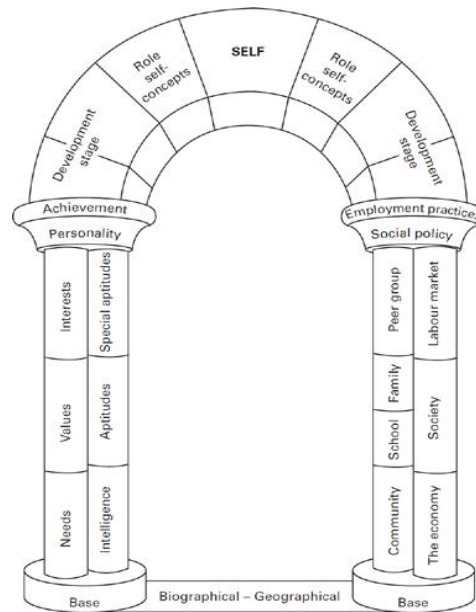 SELF
Role
self-
concepts
Role
self-
concepts
Development
stage
Development
stage
Achievement
Personality
Employment practice
Social policy
Interests
Special aptitudes
Values
Aptitudes
Needs
Intelligence
Peer group
Labour market
Family
School
Society
Community
The economy
Base
Biographical – Geographical
Base